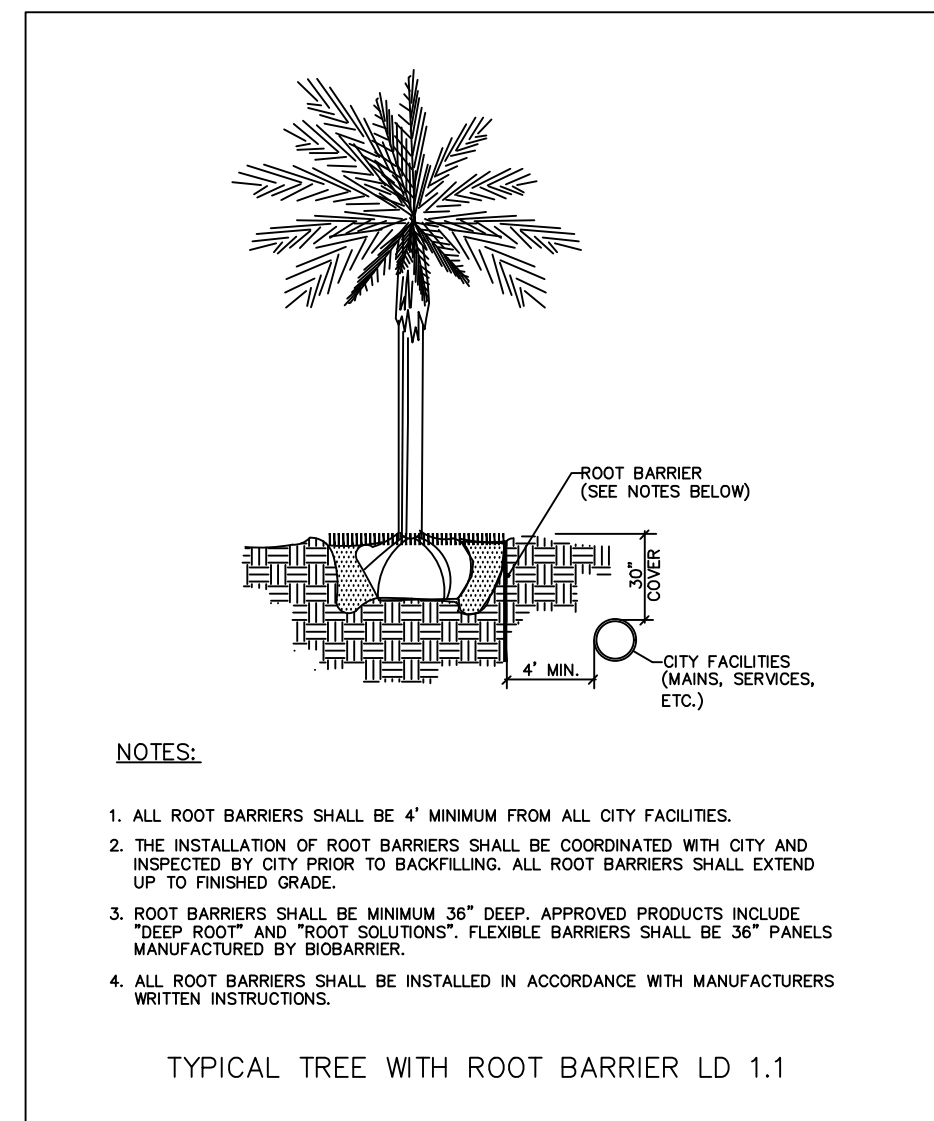 ROOT BARRIER
(SEE NOTES BELOW)
30"
COVER
4' MIN.
CITY FACILITIES
(MAINS, SERVICES,
ETC.)
NOTES:
1. ALL ROOT BARRIERS SHALL BE 4' MINIMUM FROM ALL CITY FACILITIES.
2. THE INSTALLATION OF ROOT BARRIERS SHALL BE COORDINATED WITH CITY AND
INSPECTED BY CITY PRIOR TO BACKFILLING. ALL ROOT BARRIERS SHALL EXTEND
UP TO FINISHED GRADE.
3. ROOT BARRIERS SHALL BE MINIMUM 36" DEEP. APPROVED PRODUCTS INCLUDE
"DEEP ROOT" AND "ROOT SOLUTIONS". FLEXIBLE BARRIERS SHALL BE 36" PANELS
MANUFACTURED BY BIOBARRIER.
4. ALL ROOT BARRIERS SHALL BE INSTALLED IN ACCORDANCE WITH MANUFACTURERS
WRITTEN INSTRUCTIONS.
TYPICAL TREE WITH ROOT BARRIER LD 1.1